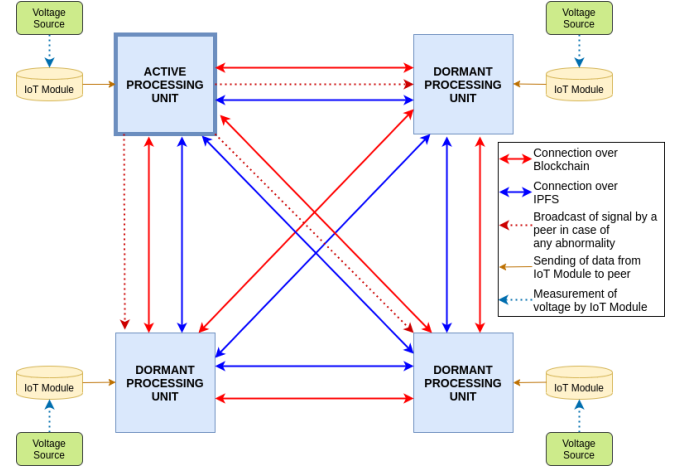 Voltage
Source
IoT Module
ACTIVE
PROCESSING
UNIT
DORMANT
PROCESSING
UNIT
Voltage
Source
IoT Module
Connection over
Blockchain
Connection over
IPFS
Broadcast of signal by a
peer in case of
any abnormality
Sending of data from
IoT Module to peer
Measurement of
voltage by IoT Module
IoT Module
Voltage
Source
DORMANT
PROCESSING
UNIT
DORMANT
PROCESSING
UNIT
IoT Module
Voltage
Source